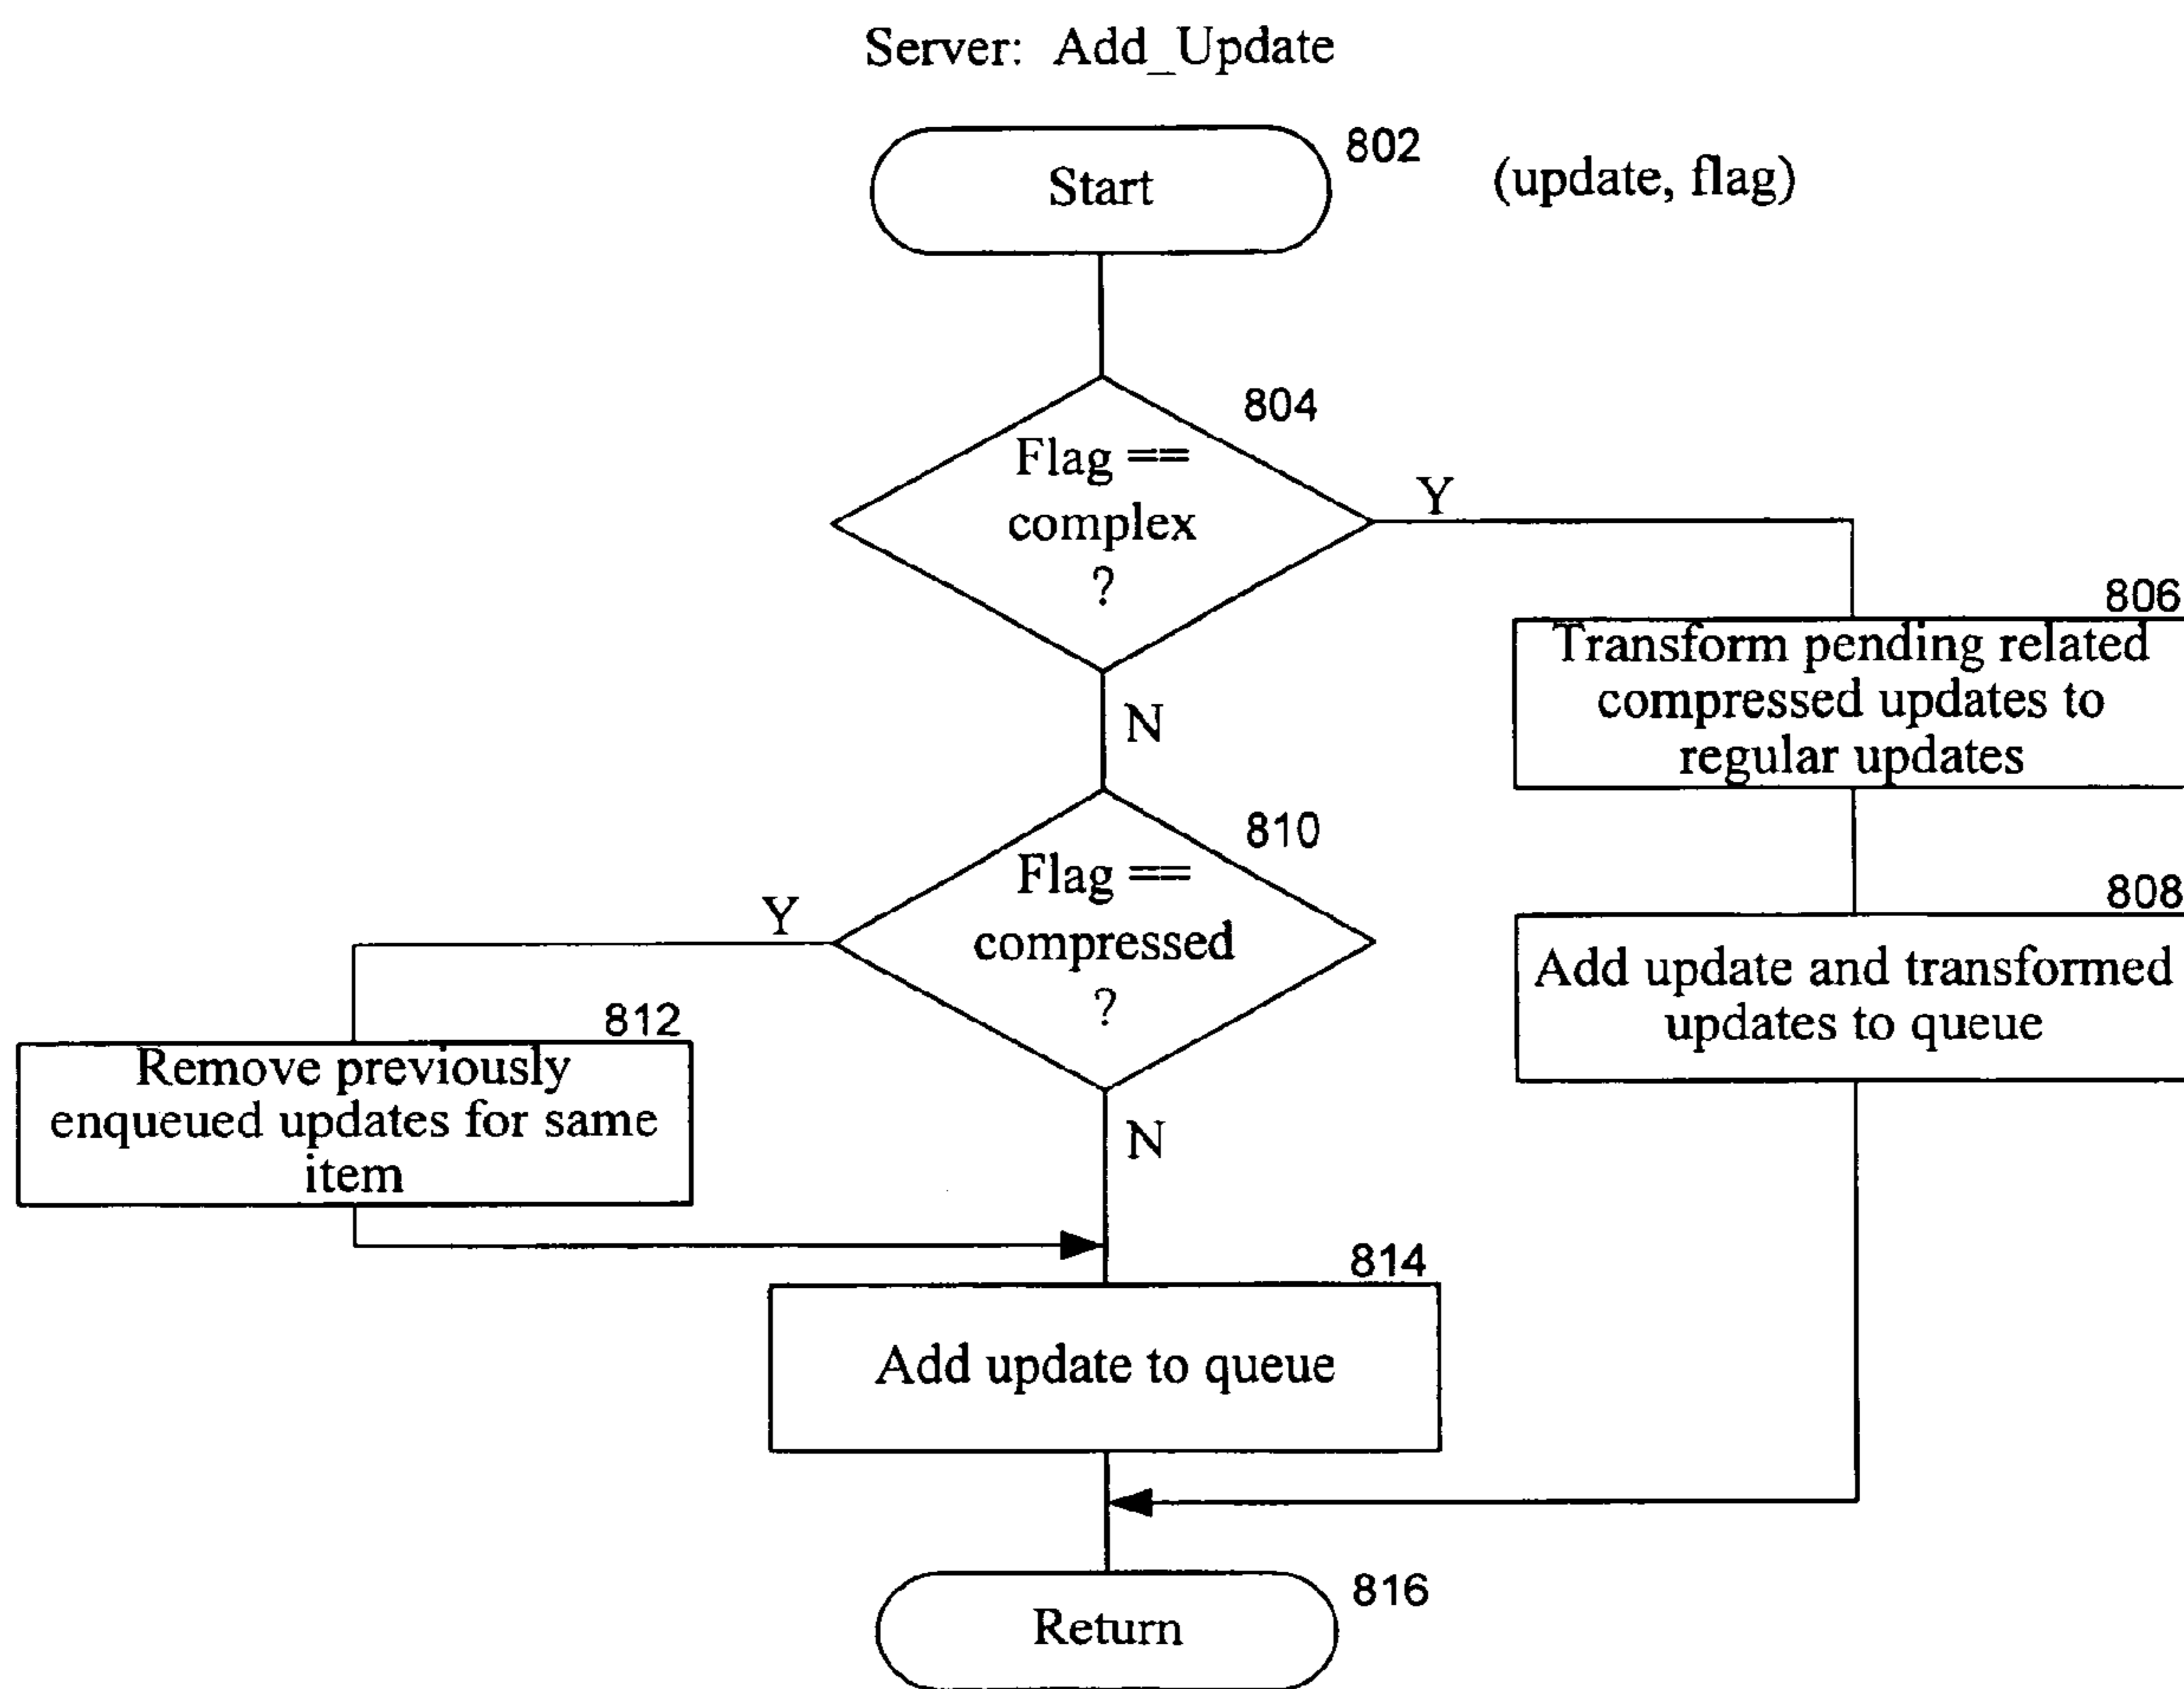 Server: Add_Update
802
Start
(update, flag)
804
Flag ==
complex
?
Y
N
806
Transform pending related
compressed updates to
regular updates
810
Flag ==
compressed
?
Y
N
808
Add update and transformed
updates to queue
812
Remove previously
enqueued updates for same
item
814
Add update to queue
816
Return